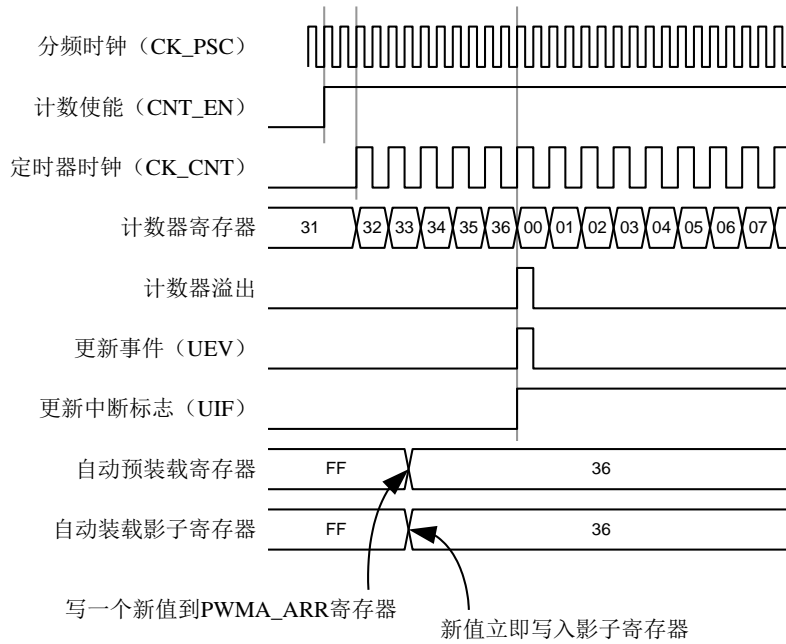 分频时钟（CK_PSC）
计数使能（CNT_EN）
定时器时钟（CK_CNT）
计数器寄存器 31 32 33 34 35 36 00 01 02 03 04 05 06 07
计数器溢出
更新事件（UEV）
更新中断标志（UIF）
自动预装载寄存器 FF 36
自动装载影子寄存器 FF 36
写一个新值到PWMA_ARR寄存器
新值立即写入影子寄存器